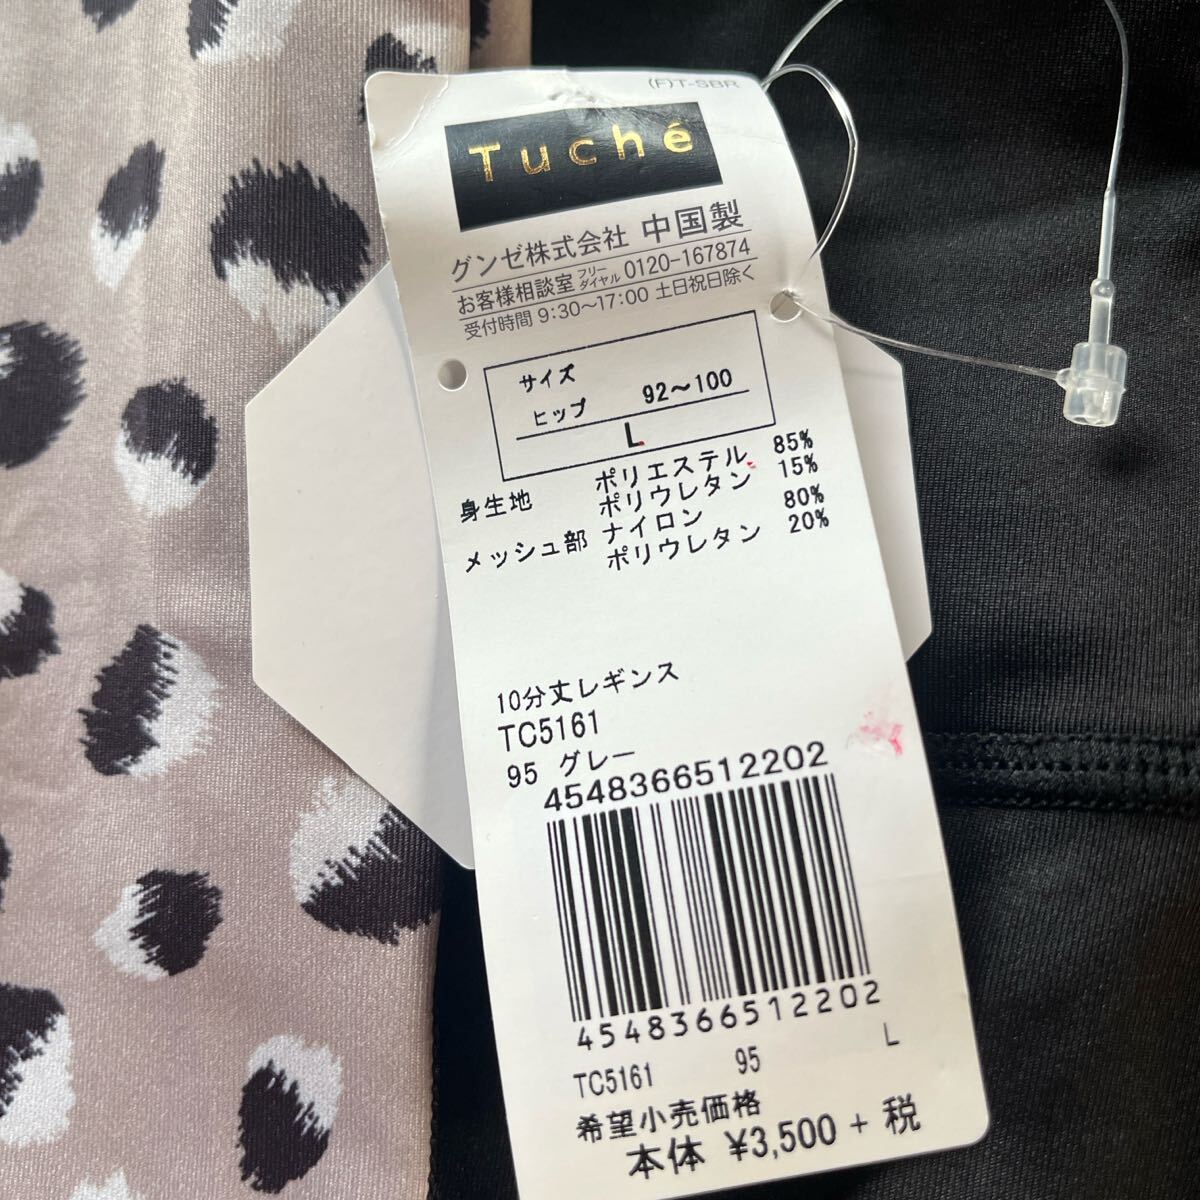 (F)T-SBR
Tuché
グンゼ株式会社 中国製
お客様相談室 フリーダイヤル 0120-167874
受付時間 9:30～17:00 土日祝日除く
サイズ
ヒップ 92～100
L
身生地 ポリエステル 85%
ポリウレタン 15%
メッシュ部 ナイロン 80%
ポリウレタン 20%
10分丈レギンス
TC5161
95 グレー
4548366512202
4548366512202
TC5161 95 L
希望小売価格
本体 ¥3,500 + 税